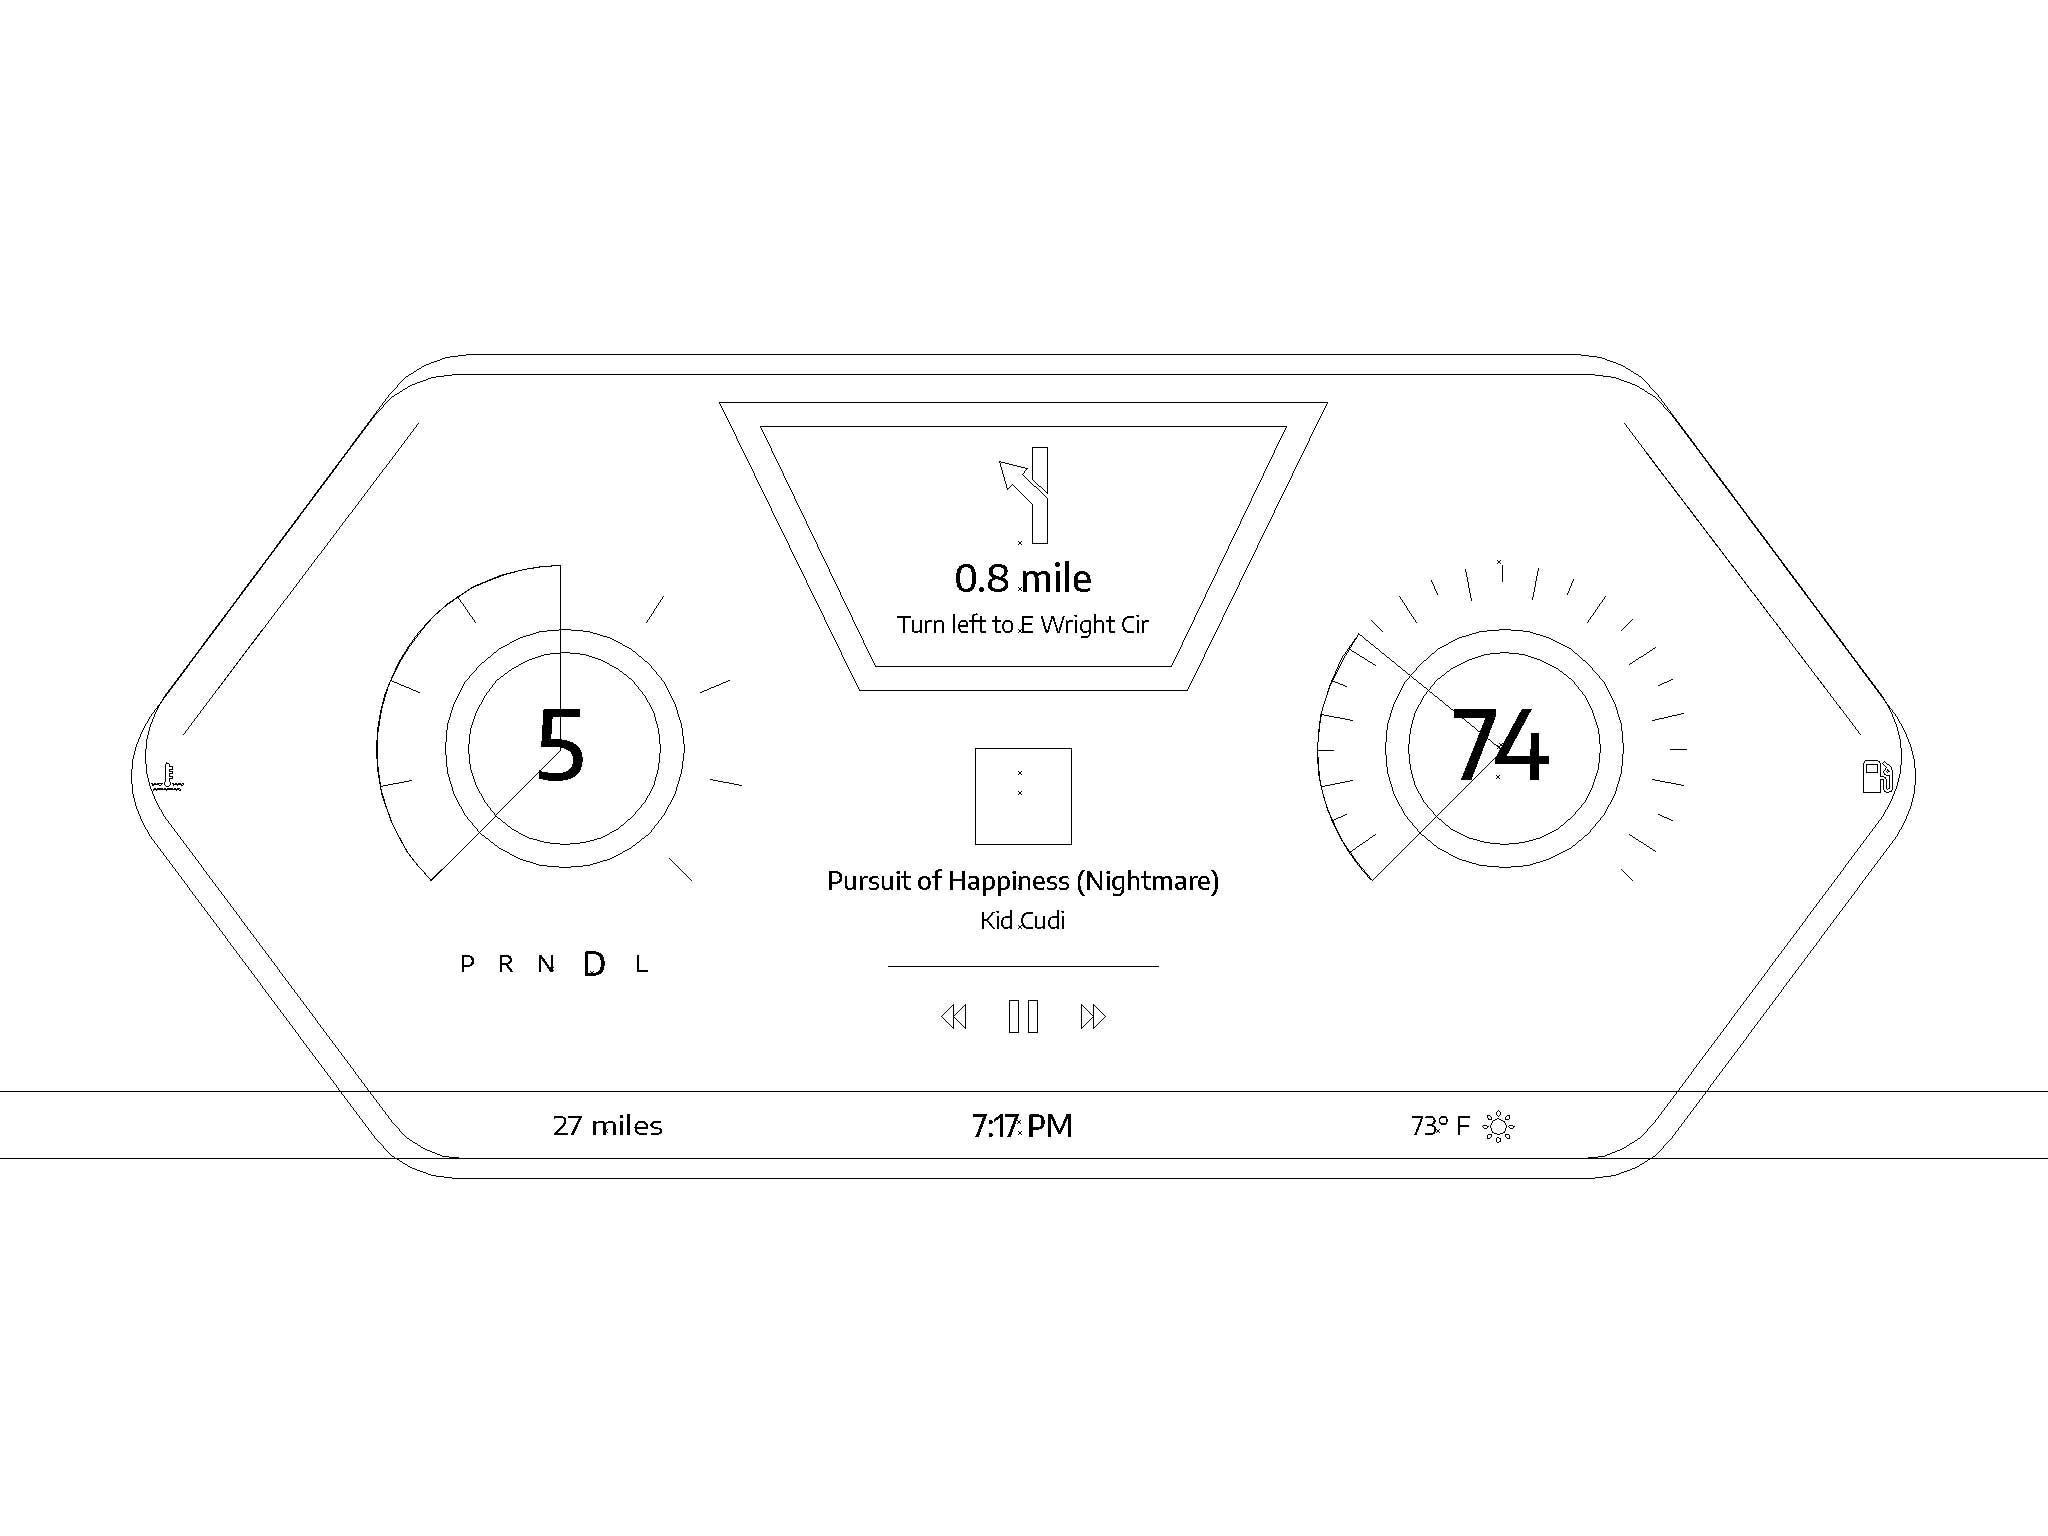 0.8 mile
Turn left to E Wright Cir
5
74
Pursuit of Happiness (Nightmare)
Kid Cudi
P R N D L
27 miles
7:17 PM
73° F